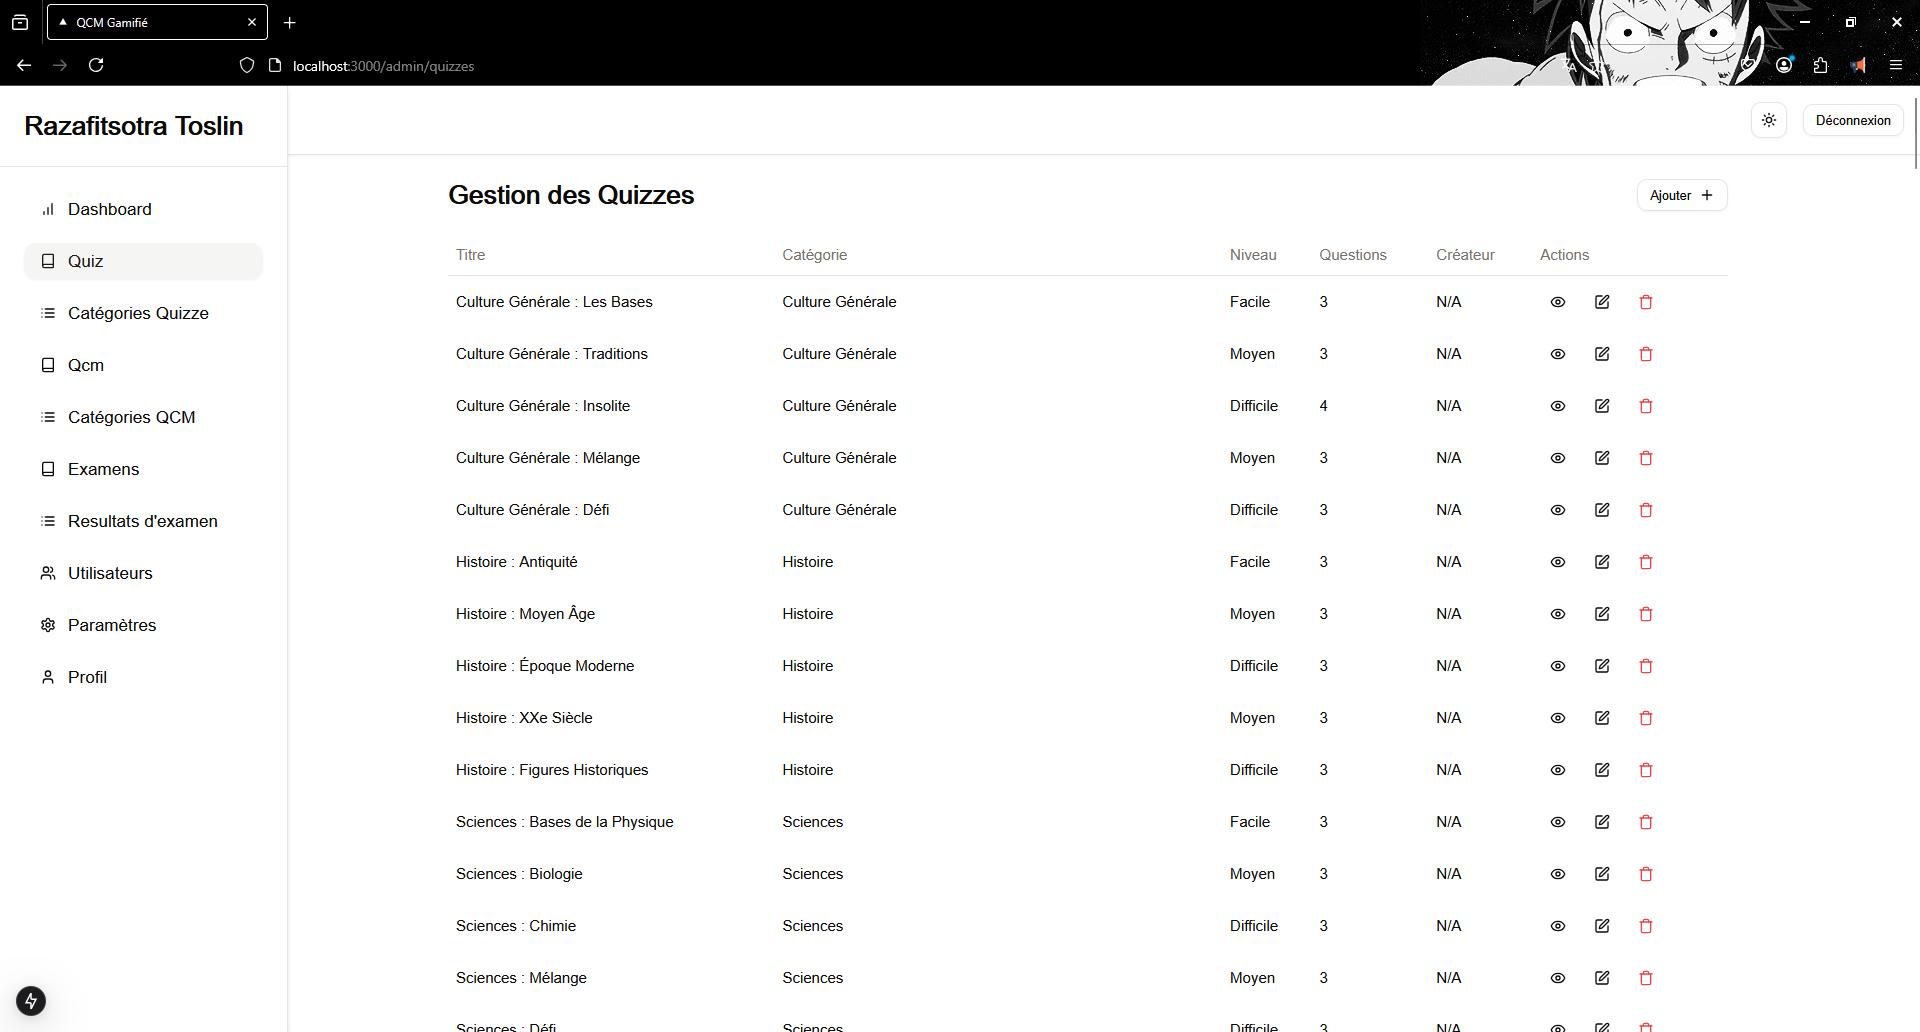 QCM Gamifié
localhost:3000/admin/quizzes
Razafitsotra Toslin
Déconnexion
Dashboard
Quiz
Catégories Quizze
Qcm
Catégories QCM
Examens
Resultats d'examen
Utilisateurs
Paramètres
Profil
Gestion des Quizzes
Ajouter
Titre Catégorie Niveau Questions Créateur Actions
Culture Générale : Les Bases Culture Générale Facile 3 N/A
Culture Générale : Traditions Culture Générale Moyen 3 N/A
Culture Générale : Insolite Culture Générale Difficile 4 N/A
Culture Générale : Mélange Culture Générale Moyen 3 N/A
Culture Générale : Défi Culture Générale Difficile 3 N/A
Histoire : Antiquité Histoire Facile 3 N/A
Histoire : Moyen Âge Histoire Moyen 3 N/A
Histoire : Époque Moderne Histoire Difficile 3 N/A
Histoire : XXe Siècle Histoire Moyen 3 N/A
Histoire : Figures Historiques Histoire Difficile 3 N/A
Sciences : Bases de la Physique Sciences Facile 3 N/A
Sciences : Biologie Sciences Moyen 3 N/A
Sciences : Chimie Sciences Difficile 3 N/A
Sciences : Mélange Sciences Moyen 3 N/A
Sciences : Défi Sciences Difficile 3 N/A